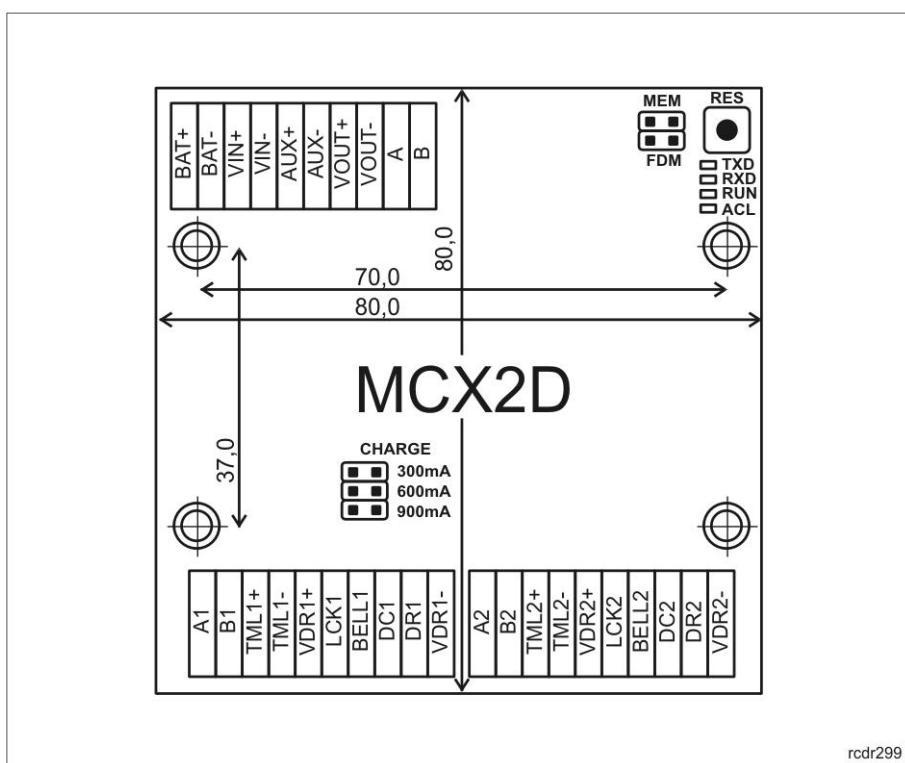 MEM RES
BAT+ BAT- VIN+ VIN- AUX+ AUX- VOUT+ VOUT- A B
FDM
TXD
RXD
RUN
ACL
80,0
70,0
80,0
MCX2D
37,0
CHARGE
300mA
600mA
900mA
A1 B1 TML1+ TML1- VDR1+ LCK1 BELL1 DC1 DR1 VDR1-
A2 B2 TML2+ TML2- VDR2+ LCK2 BELL2 DC2 DR2 VDR2-
rcdr299